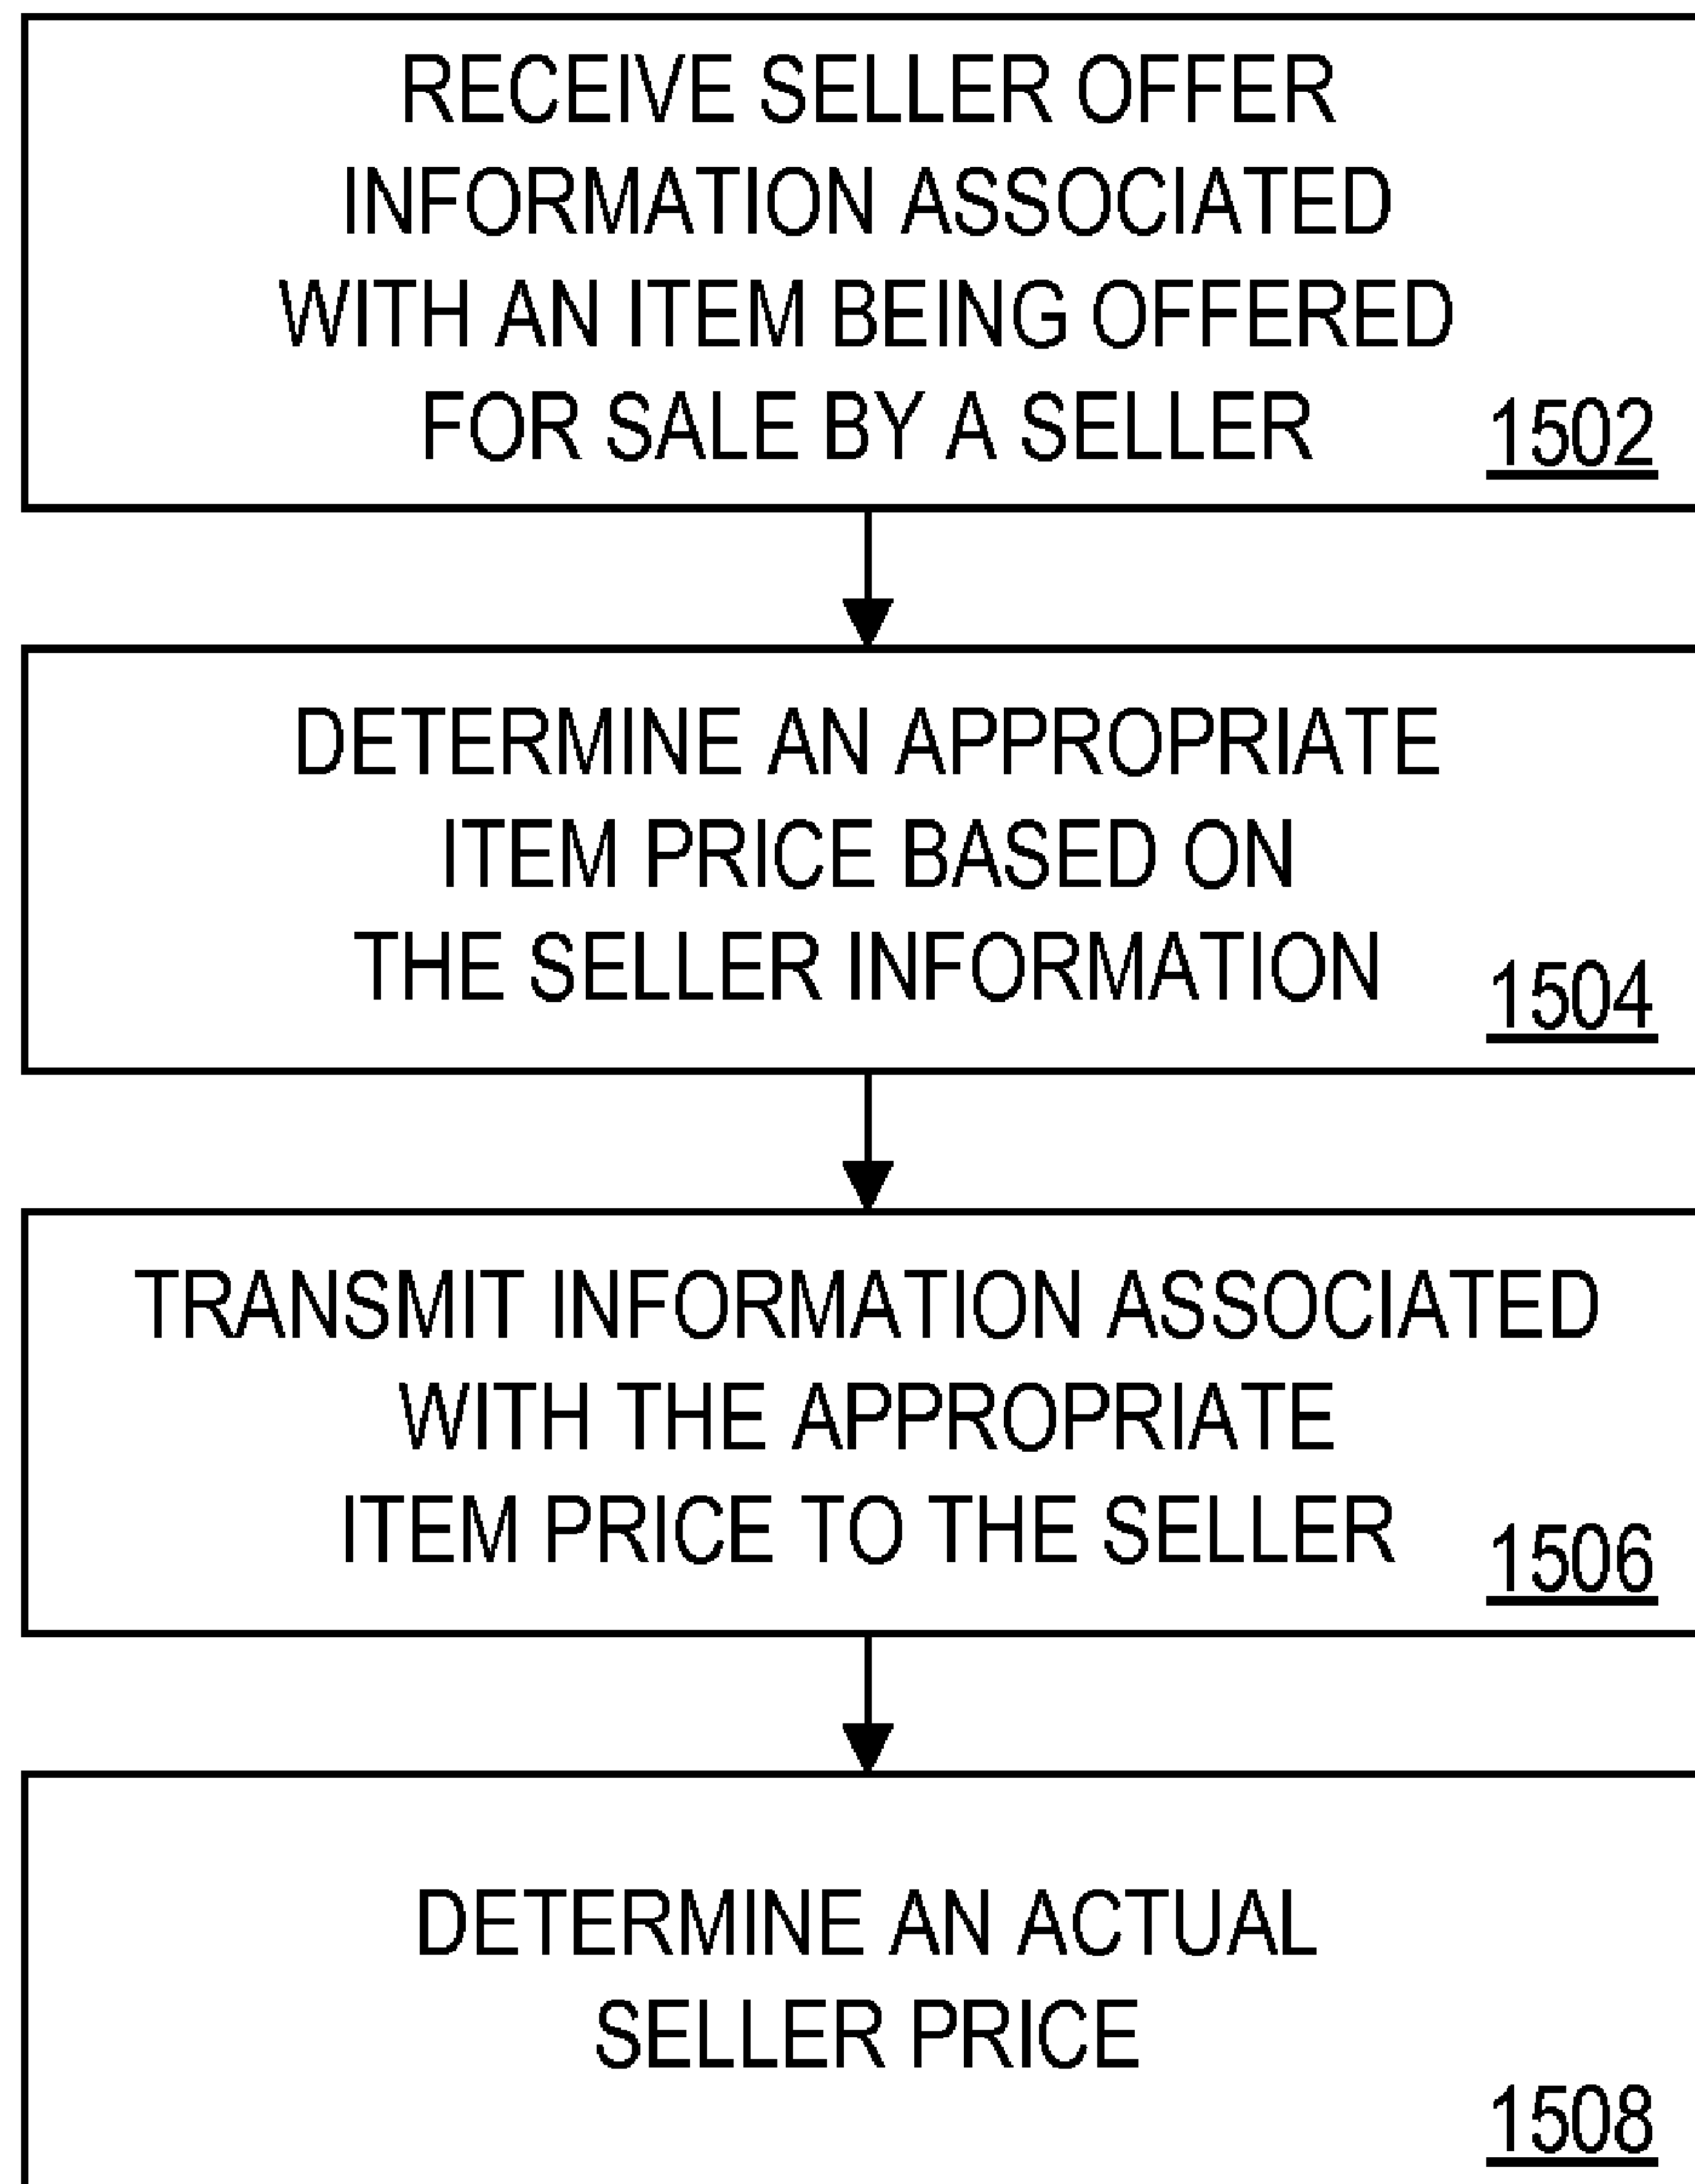 RECEIVE SELLER OFFER
INFORMATION ASSOCIATED
WITH AN ITEM BEING OFFERED
FOR SALE BY A SELLER
1502
DETERMINE AN APPROPRIATE
ITEM PRICE BASED ON
THE SELLER INFORMATION
1504
TRANSMIT INFORMATION ASSOCIATED
WITH THE APPROPRIATE
ITEM PRICE TO THE SELLER
1506
DETERMINE AN ACTUAL
SELLER PRICE
1508